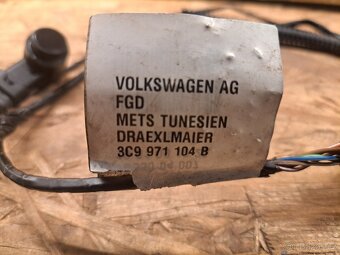 VOLKSWAGEN AG
FGD
METS TUNESIEN
DRAEXLMAIER
3C9 971 104 B